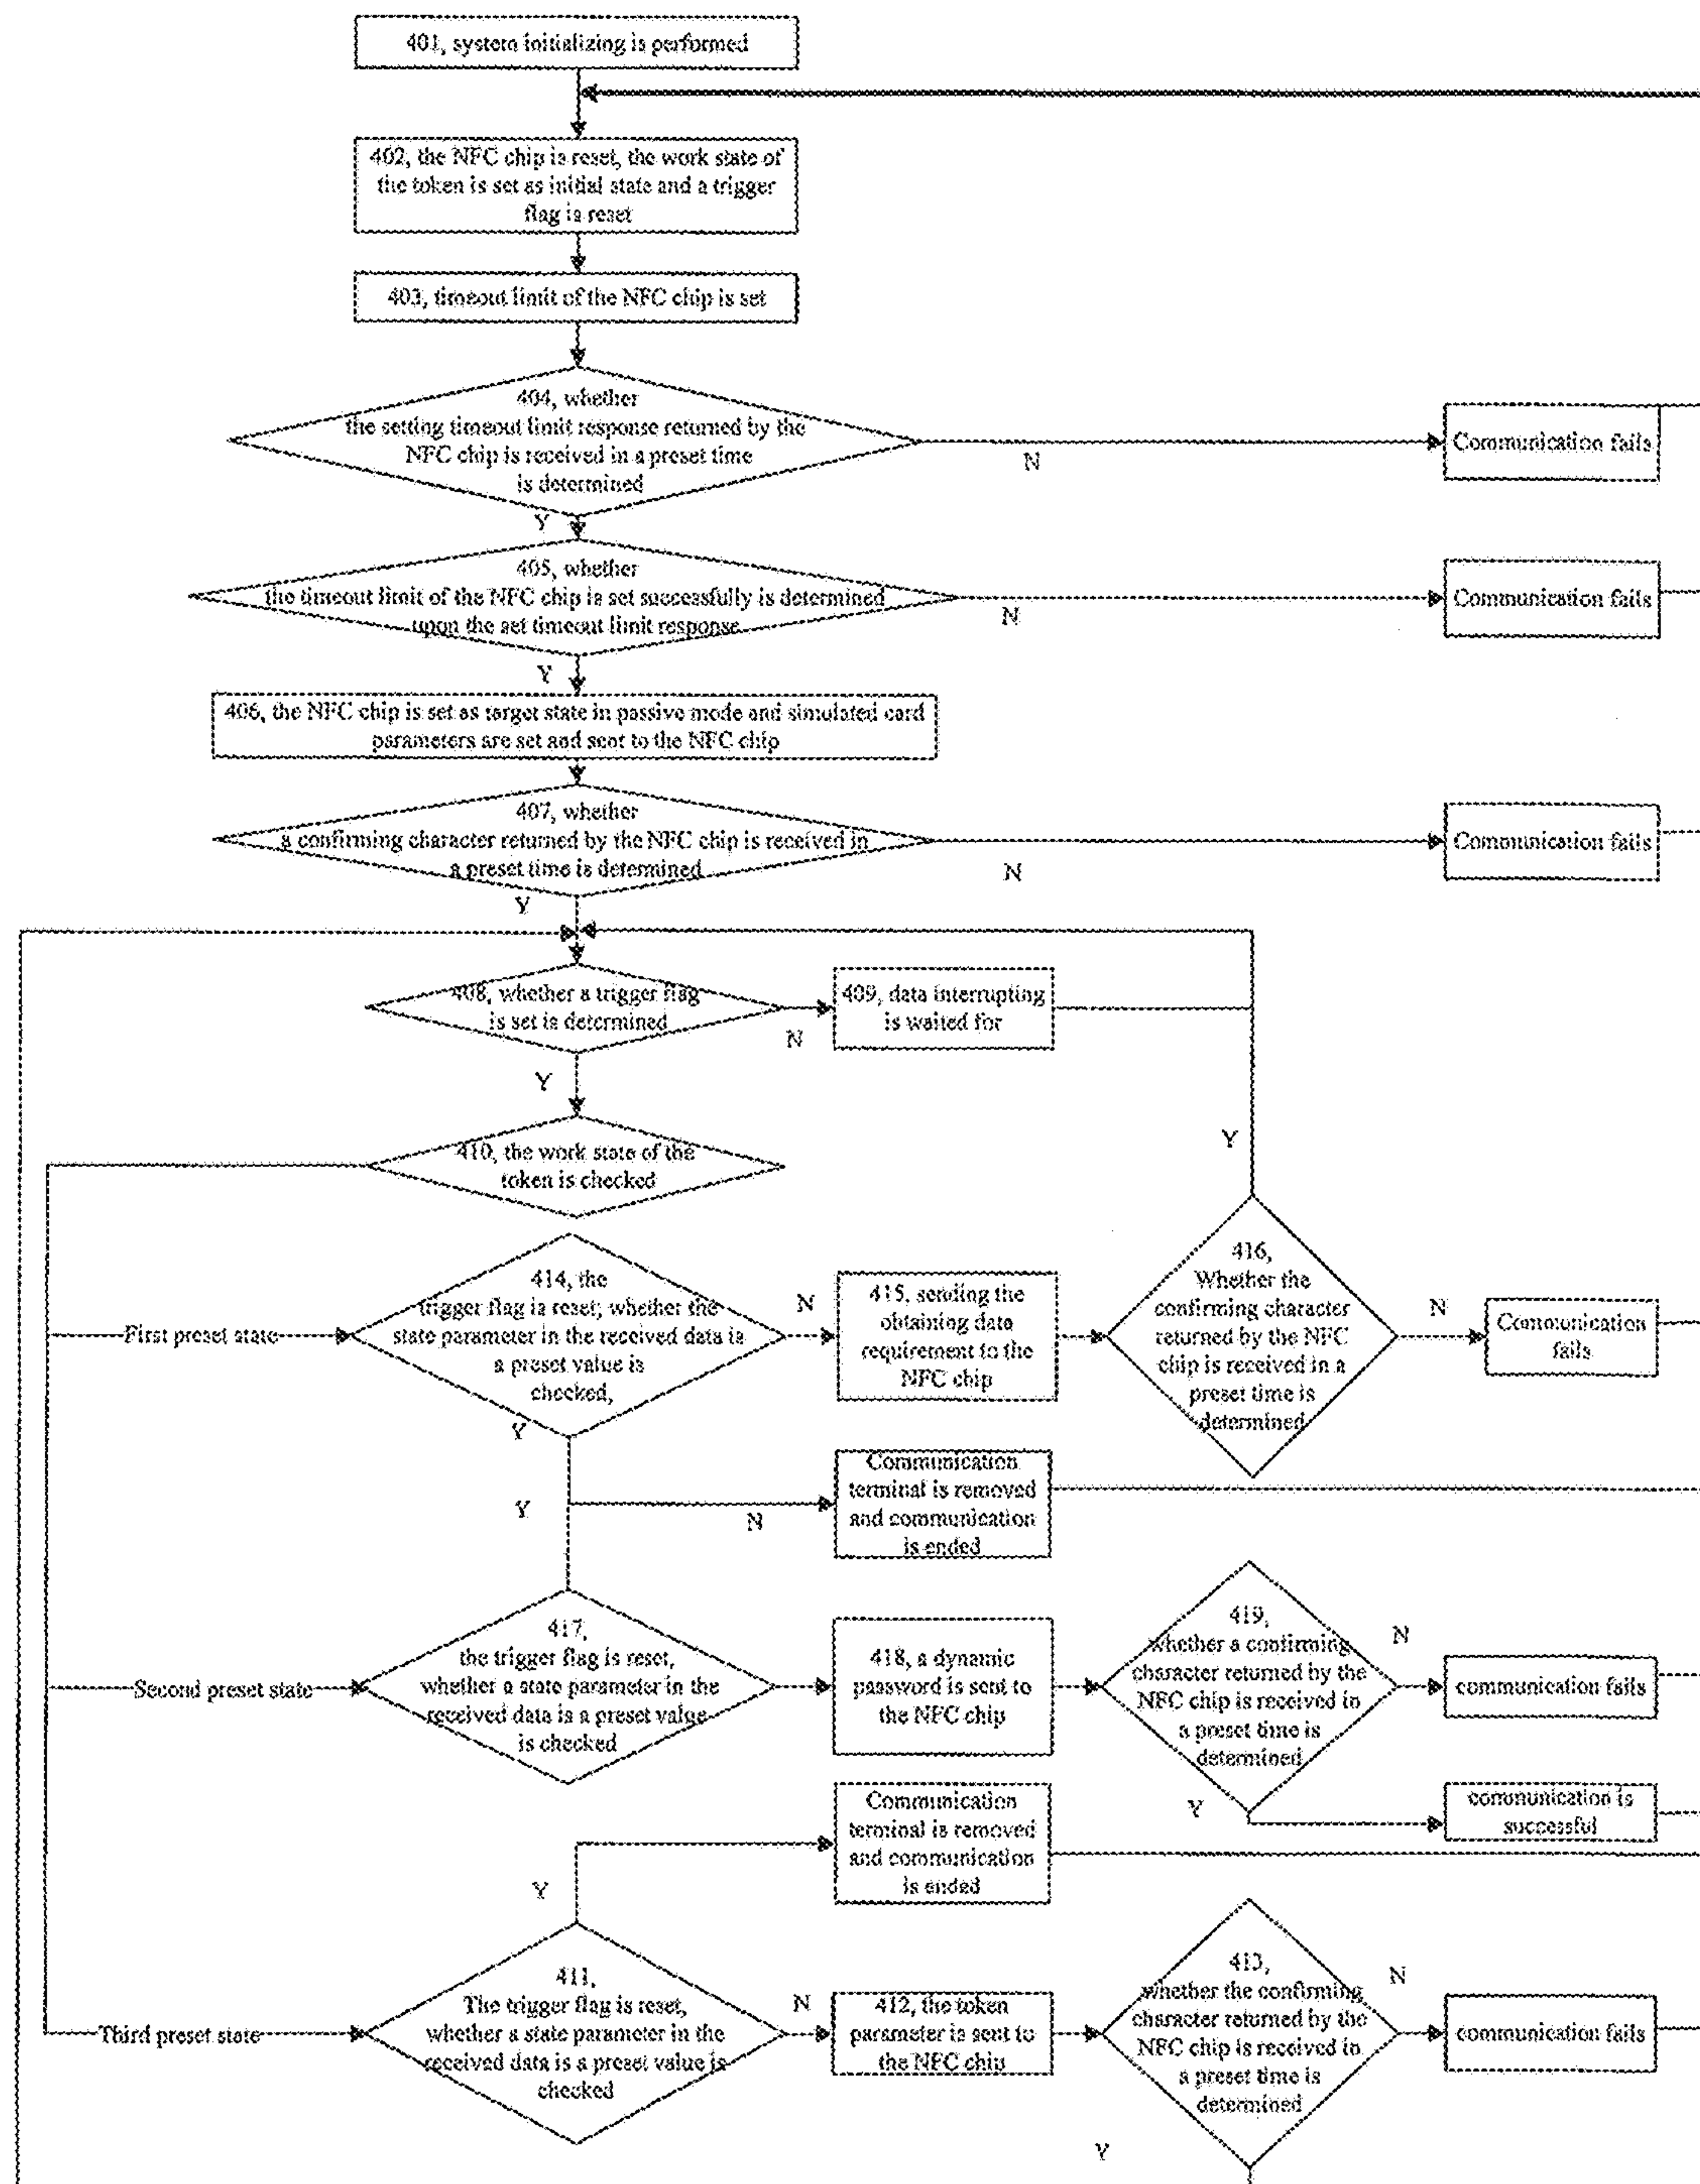 401, system initializing is performed
402, the NFC chip is reset, the work state of
the token is set as initial state and a trigger
flag is reset
403, timeout limit of the NFC chip is set
404, whether
the setting timeout limit response returned by the
NFC chip is received in a preset time
is determined
N
Communication fails
Y
405, whether
the timeout limit of the NFC chip is set successfully is determined
upon the set timeout limit response
N
Communication fails
Y
406, the NFC chip is set as target state in passive mode and simulated card
parameters are set and sent to the NFC chip
407, whether
a confirming character returned by the NFC chip is received in
a preset time is determined
N
Communication fails
Y
408, whether a trigger flag
is set is determined
N
409, data interrupting
is waited for
Y
410, the work state of the
token is checked
Y
First preset state
414, the
trigger flag is reset; whether the
state parameter in the received data is
a preset value is
checked,
N
415, sending the
obtaining data
requirement to the
NFC chip
416,
Whether the
confirming character
returned by the NFC
chip is received in a
preset time is
determined
N
Communication
fails
Y
Y
N
Communication
terminal is removed
and communication
is ended
Second preset state
417,
the trigger flag is reset,
whether a state parameter in the
received data is a preset value
is checked
418, a dynamic
password is sent to
the NFC chip
419,
whether a confirming
character returned by the
NFC chip is received in
a preset time is
determined
N
communication fails
Y
communication is
successful
Communication
terminal is removed
and communication
is ended
Y
Third preset state
411,
The trigger flag is reset,
whether a state parameter in the
received data is a preset value is
checked
N
412, the token
parameter is sent to
the NFC chip
413,
whether the confirming
character returned by the
NFC chip is received in
a preset time is
determined
N
communication fails
Y